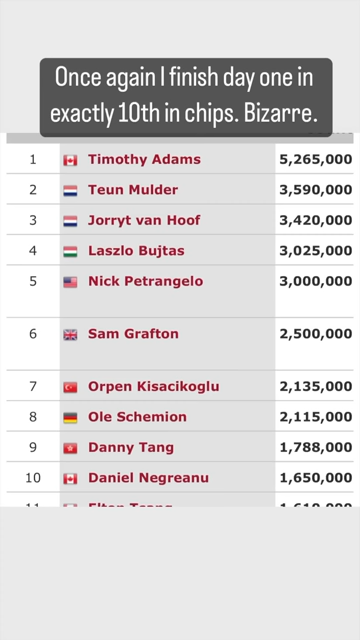 Once again I finish day one in
exactly 10th in chips. Bizarre.
1 Timothy Adams 5,265,000
2 Teun Mulder 3,590,000
3 Jorryt van Hoof 3,420,000
4 Laszlo Bujtas 3,025,000
5 Nick Petrangelo 3,000,000
6 Sam Grafton 2,500,000
7 Orpen Kisacikoglu 2,135,000
8 Ole Schemion 2,115,000
9 Danny Tang 1,788,000
10 Daniel Negreanu 1,650,000